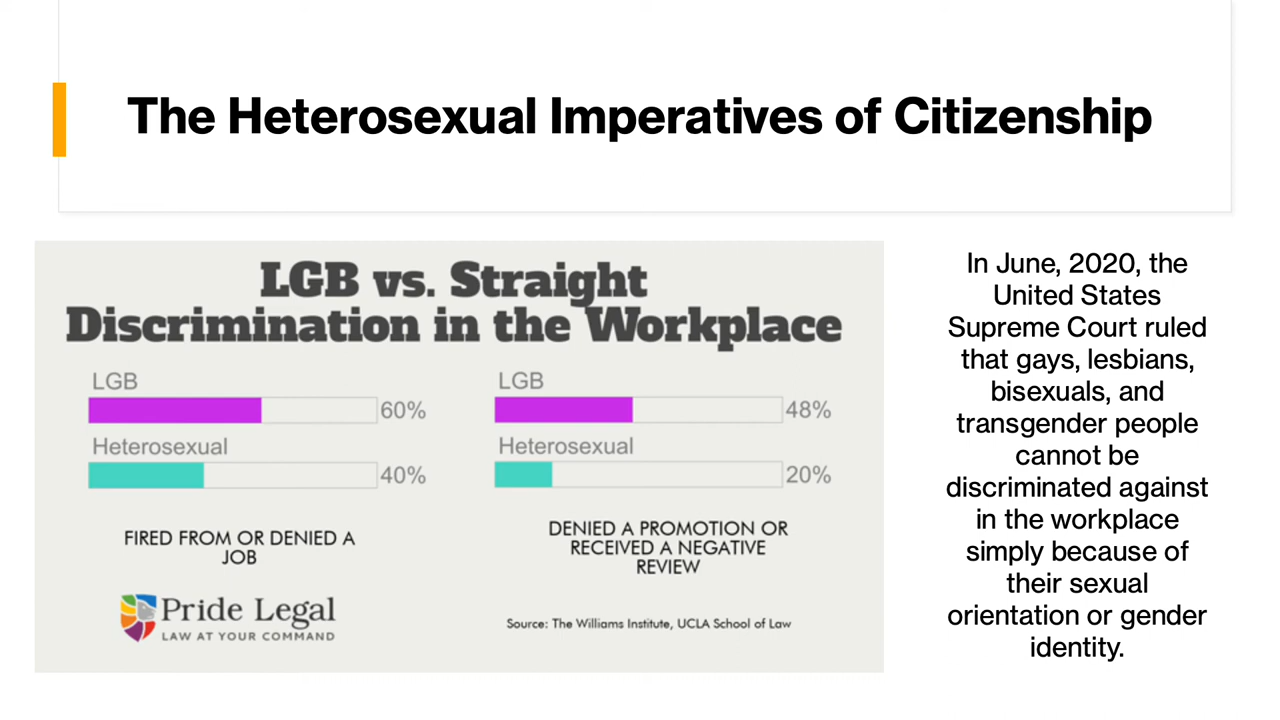 The Heterosexual Imperatives of Citizenship
LGB vs. Straight
Discrimination in the Workplace
LGB
60%
Heterosexual
40%
FIRED FROM OR DENIED A
JOB
Pride Legal
LAW AT YOUR COMMAND
LGB
48%
Heterosexual
20%
DENIED A PROMOTION OR
RECEIVED A NEGATIVE
REVIEW
Source: The Williams Institute, UCLA School of Law
In June, 2020, the
United States
Supreme Court ruled
that gays, lesbians,
bisexuals, and
transgender people
cannot be
discriminated against
in the workplace
simply because of
their sexual
orientation or gender
identity.